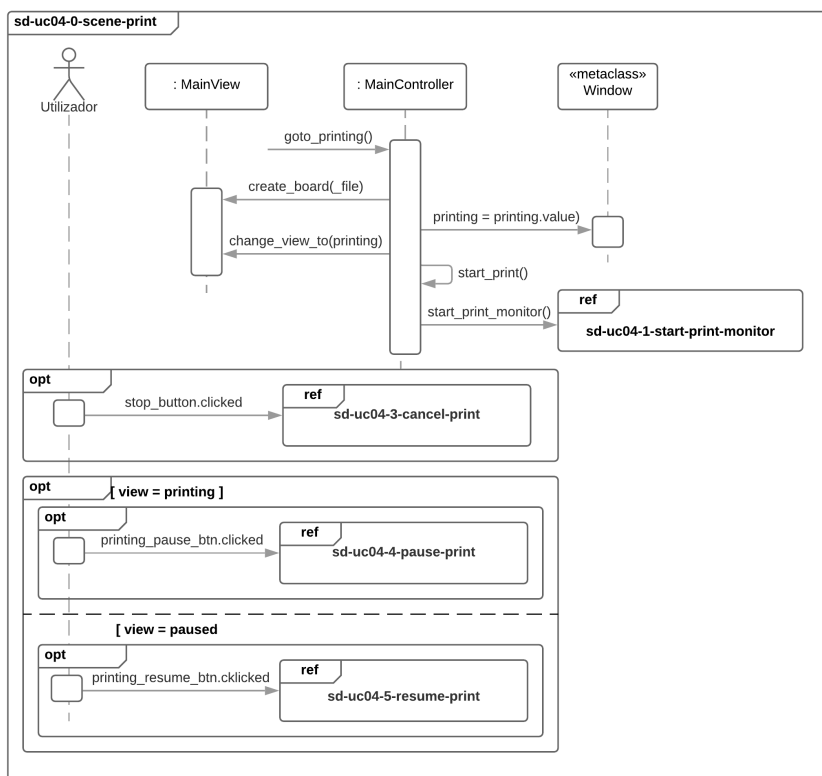 sd-uc04-0-scene-print
Utilizador
: MainView
: MainController
«metaclass»
Window
goto_printing()
create_board(_file)
printing = printing.value)
change_view_to(printing)
start_print()
start_print_monitor()
ref
sd-uc04-1-start-print-monitor
opt
stop_button.clicked
ref
sd-uc04-3-cancel-print
opt
[ view = printing ]
opt
printing_pause_btn.clicked
ref
sd-uc04-4-pause-print
[ view = paused
opt
printing_resume_btn.cklicked
ref
sd-uc04-5-resume-print